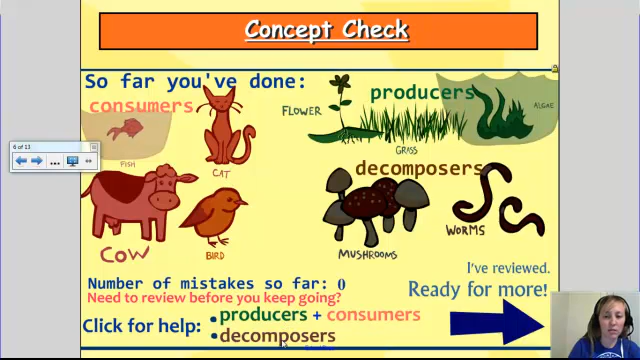 Concept Check
So far you've done:
consumers
producers
FLOWER
ALGAE
FISH
CAT
GRASS
6 of 13
decomposers
COW
BIRD
MUSHROOMS
WORMS
Number of mistakes so far: 0
I've reviewed.
Need to review before you keep going?
Ready for more!
Click for help:
• producers + consumers
• decomposers